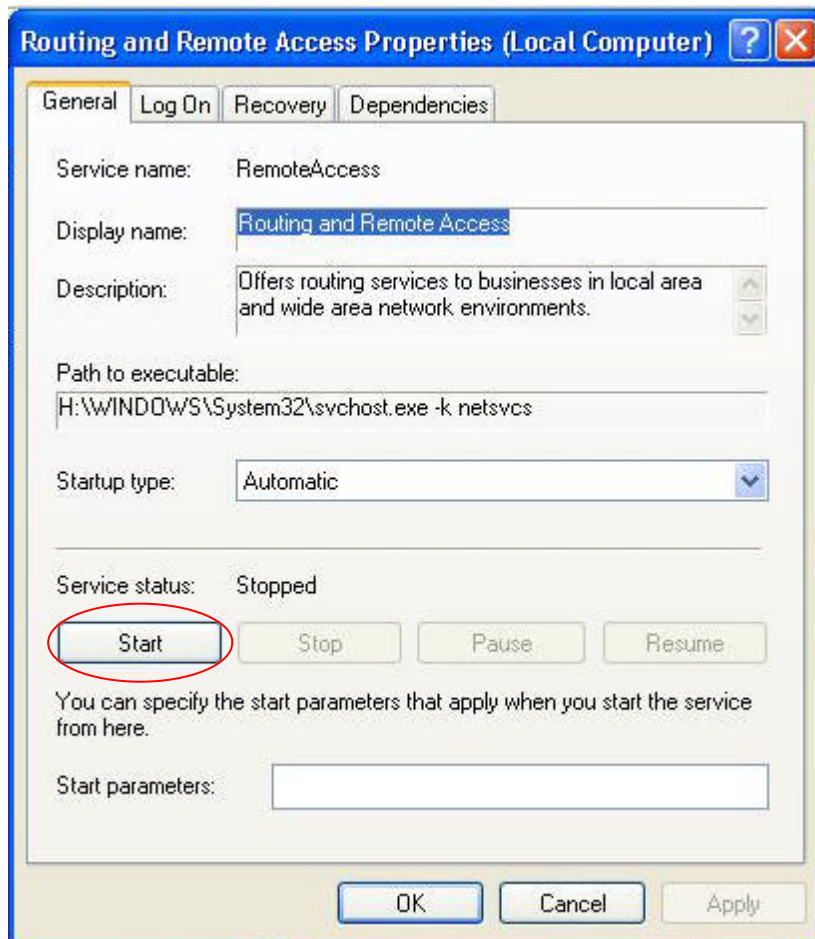 Routing and Remote Access Properties (Local Computer)
General Log On Recovery Dependencies
Service name: RemoteAccess
Display name: Routing and Remote Access
Description: Offers routing services to businesses in local area
and wide area network environments.
Path to executable:
H:\WINDOWS\System32\svchost.exe -k netsvcs
Startup type: Automatic
Service status: Stopped
Start Stop Pause Resume
You can specify the start parameters that apply when you start the service
from here.
Start parameters:
OK Cancel Apply